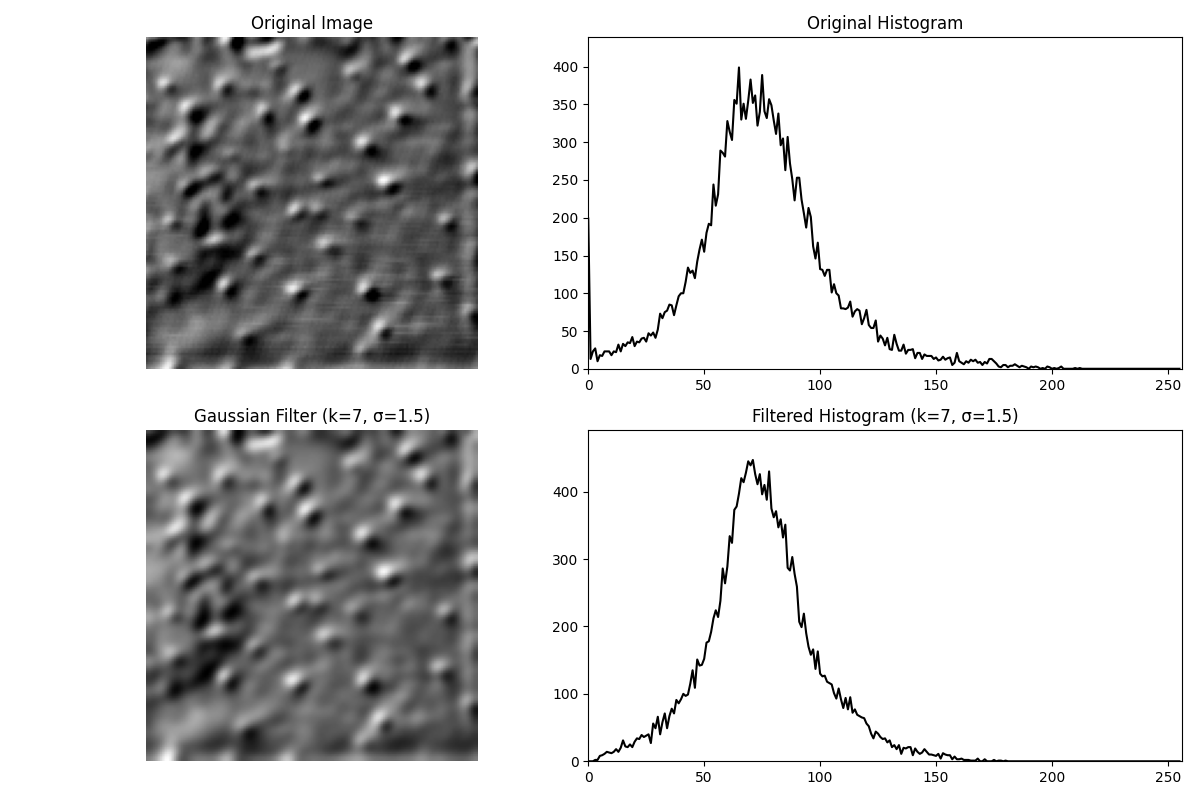 Original Image
Original Histogram
400
350
300
250
200
150
100
50
0
0 50 100 150 200 250
Gaussian Filter (k=7, σ=1.5)
Filtered Histogram (k=7, σ=1.5)
400
300
200
100
0
0 50 100 150 200 250